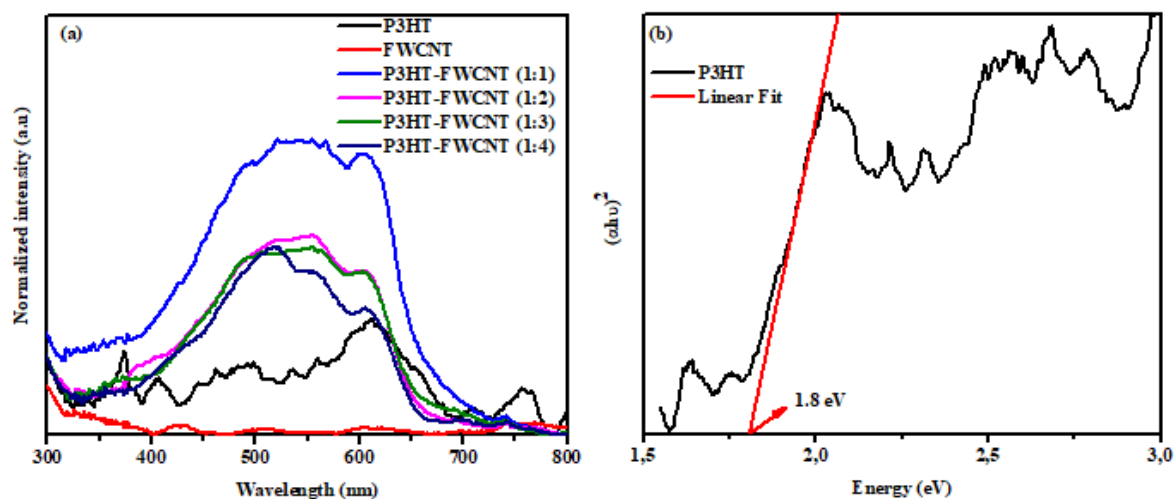 (a)
P3HT
FWCNT
P3HT-FWCNT (1:1)
P3HT-FWCNT (1:2)
P3HT-FWCNT (1:3)
P3HT-FWCNT (1:4)
Normalized intensity (a.u)
300 400 500 600 700 800
Wavelength (nm)
(b)
P3HT
Linear Fit
(αhυ)²
1.8 eV
1,5 2,0 2,5 3,0
Energy (eV)